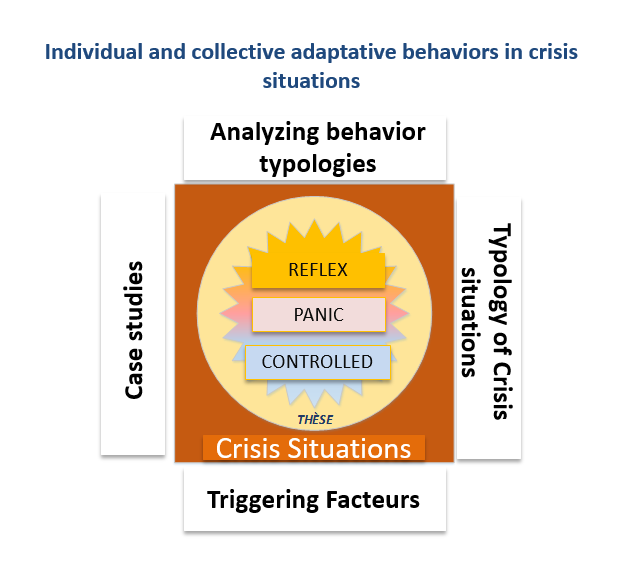 Individual and collective adaptative behaviors in crisis
situations
Analyzing behavior
typologies
Case studies
REFLEX
PANIC
CONTROLLED
THÈSE
Crisis Situations
Typology of Crisis
situations
Triggering Facteurs